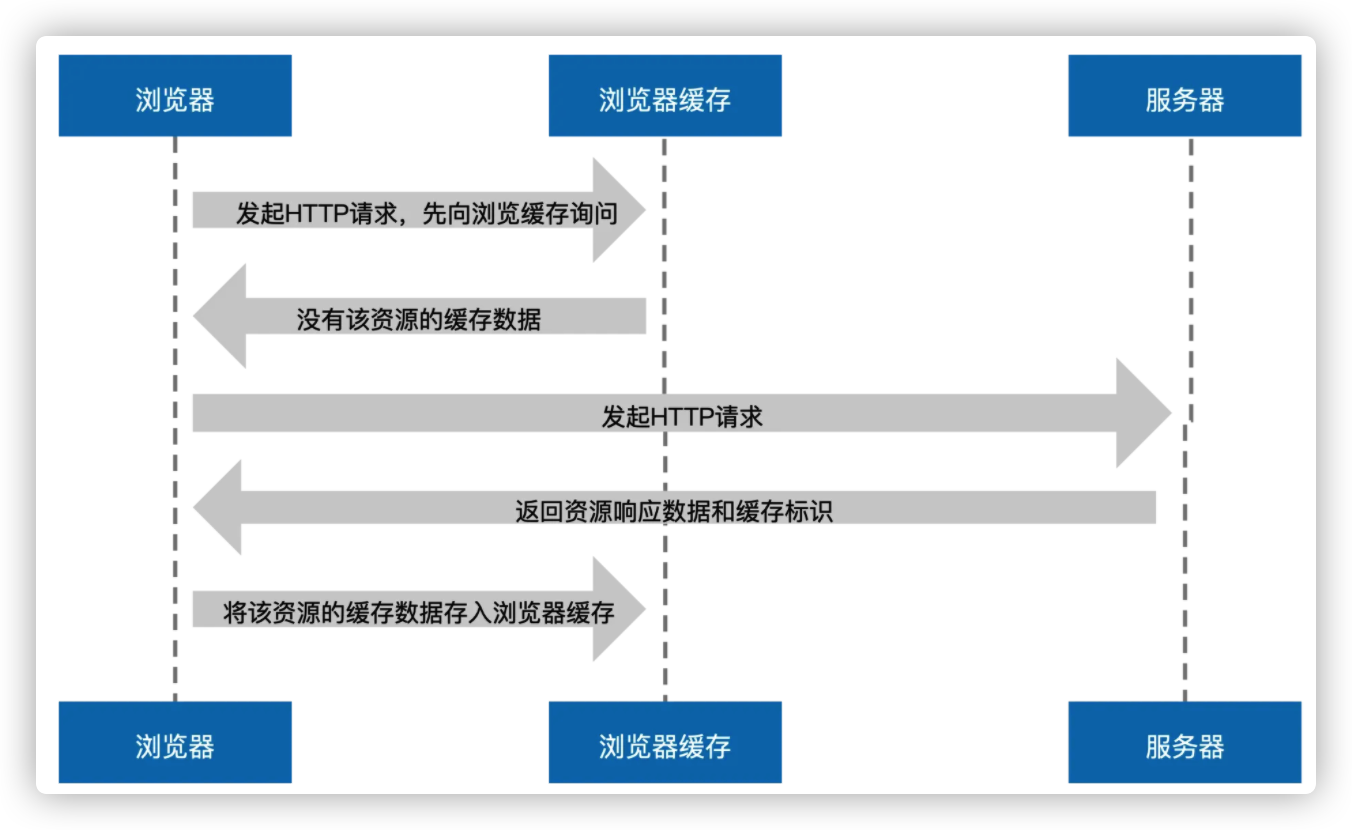 浏览器
浏览器缓存
服务器
发起HTTP请求，先向浏览缓存询问
没有该资源的缓存数据
发起HTTP请求
返回资源响应数据和缓存标识
将该资源的缓存数据存入浏览器缓存
浏览器
浏览器缓存
服务器